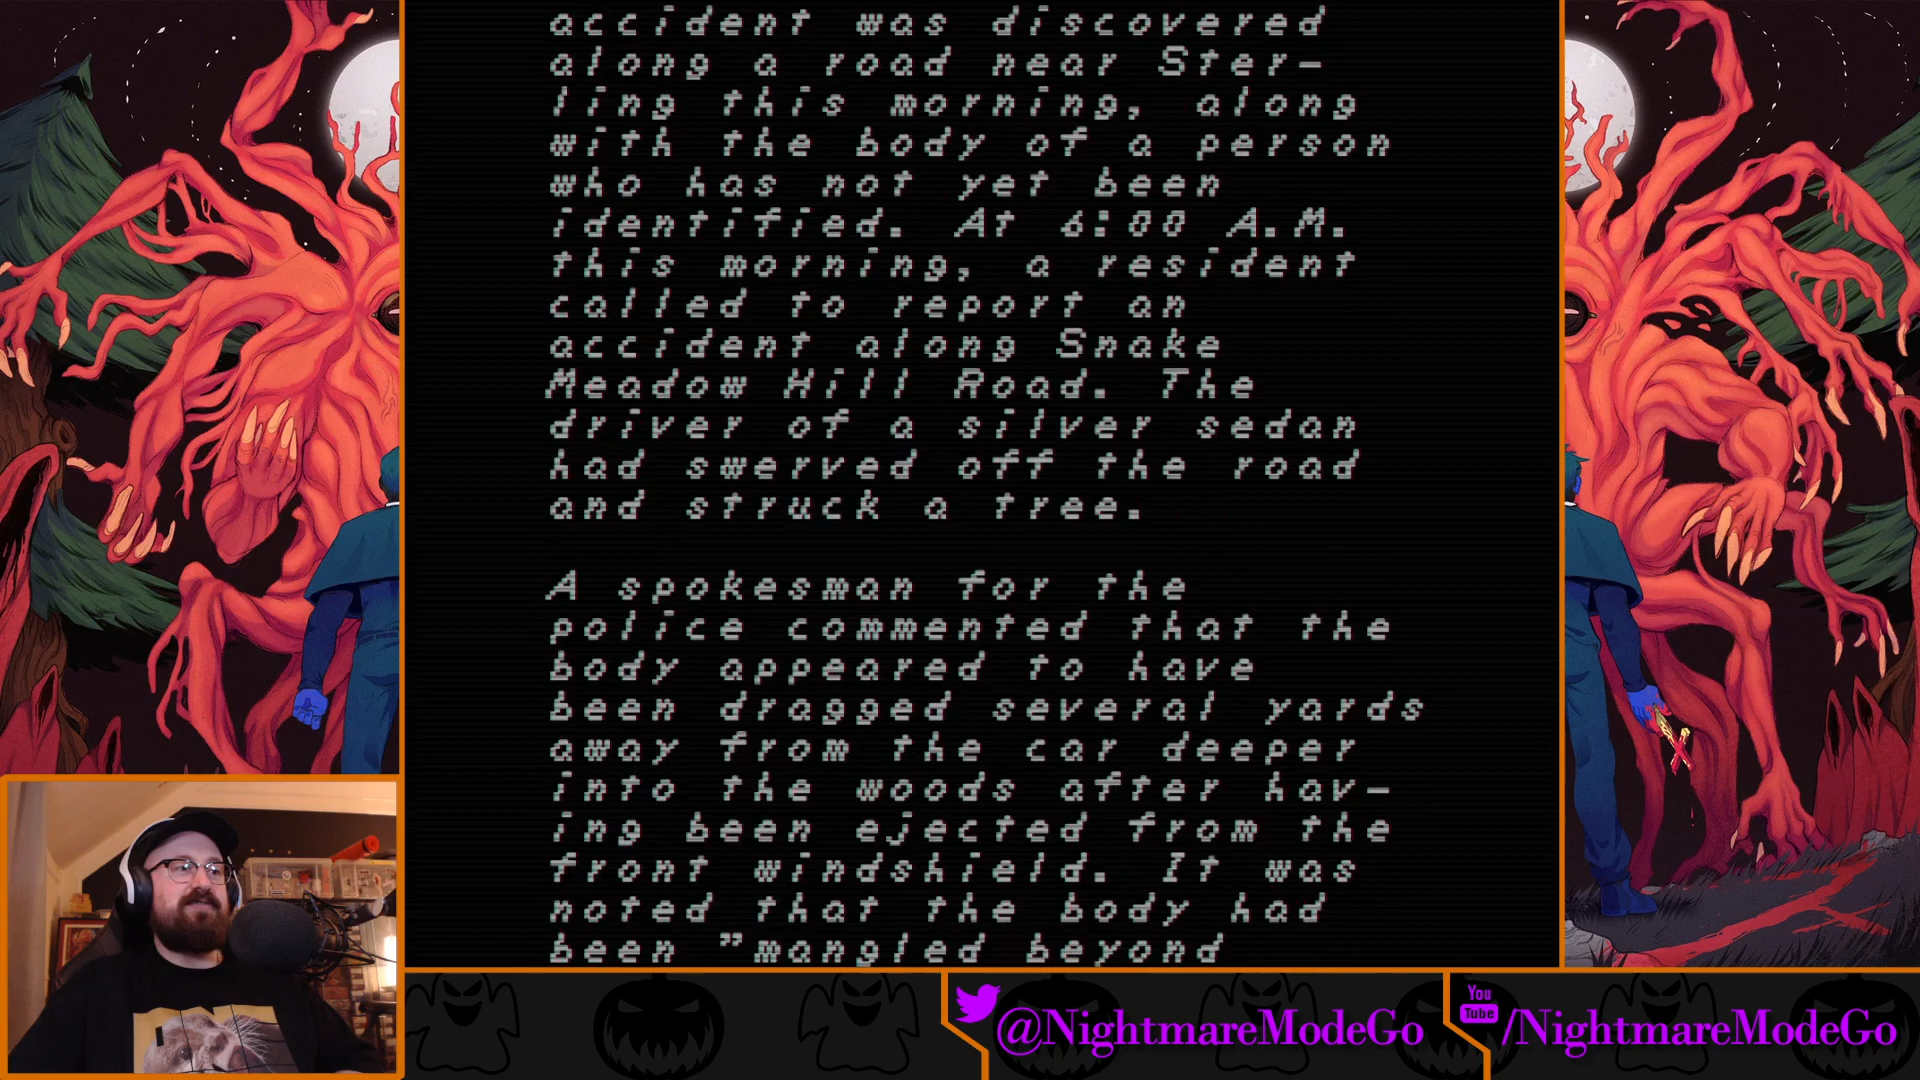 accident was discovered
along a road near Ster-
ling this morning, along
with the body of a person
who has not yet been
identified. At 6:00 A.M.
this morning, a resident
called to report an
accident along Snake
Meadow Hill Road. The
driver of a silver sedan
had swerved off the road
and struck a tree.
A spokesman for the
police commented that the
body appeared to have
been dragged several yards
away from the car deeper
into the woods after hav-
ing been ejected from the
front windshield. It was
noted that the body had
been "mangled beyond
@NightmareModeGo
You
Tube
/NightmareModeGo